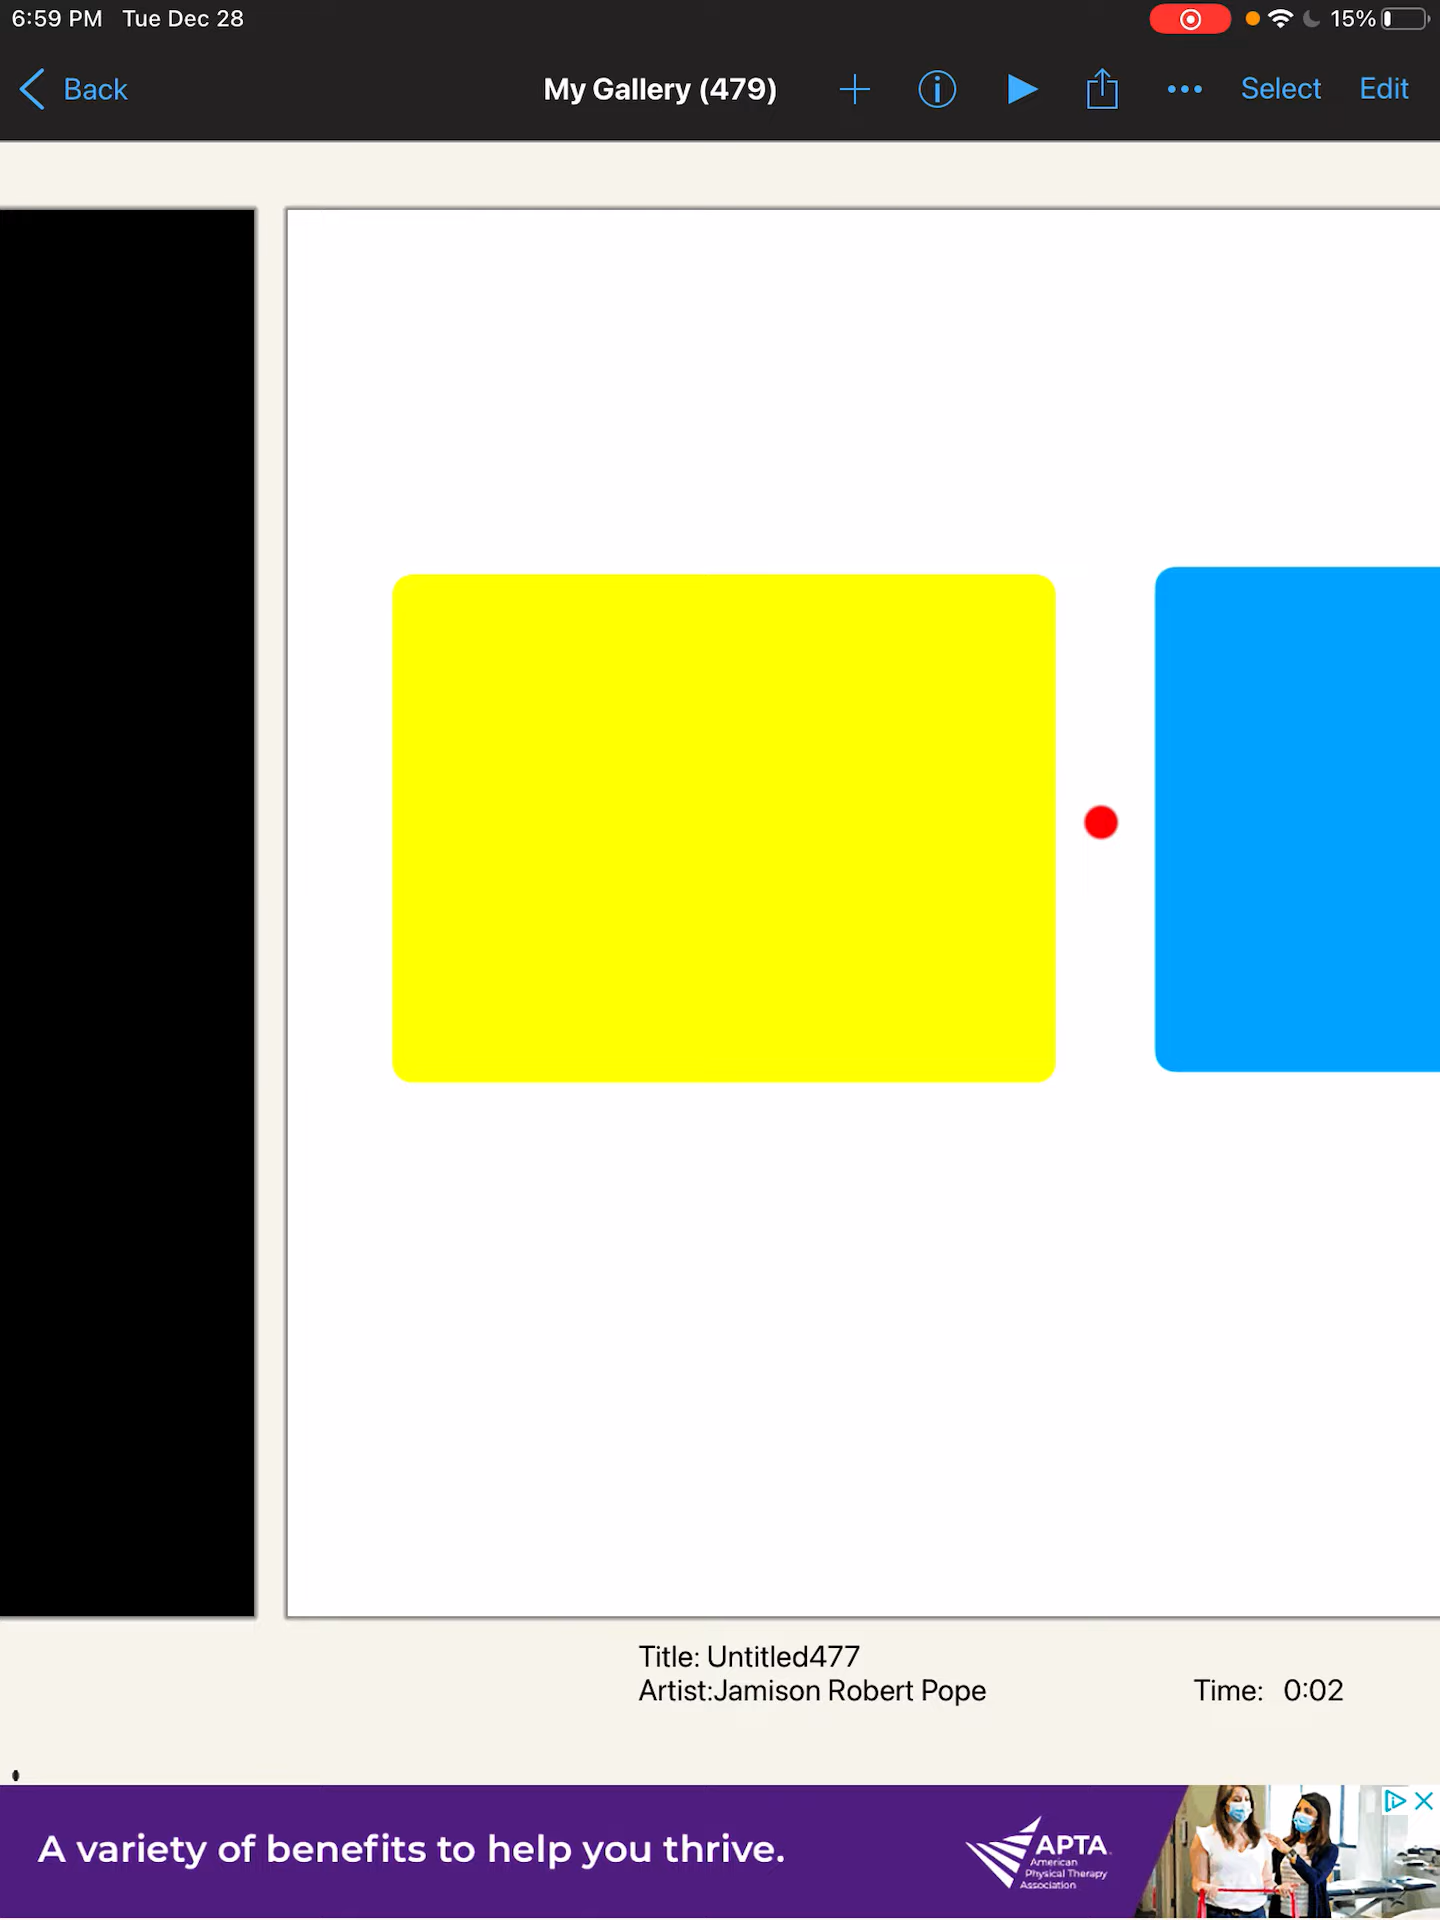 6:59 PM Tue Dec 28
15%
Back
My Gallery (479)
Select
Edit
Title: Untitled477
Artist:Jamison Robert Pope
Time: 0:02
A variety of benefits to help you thrive.
APTA
American
Physical Therapy
Association